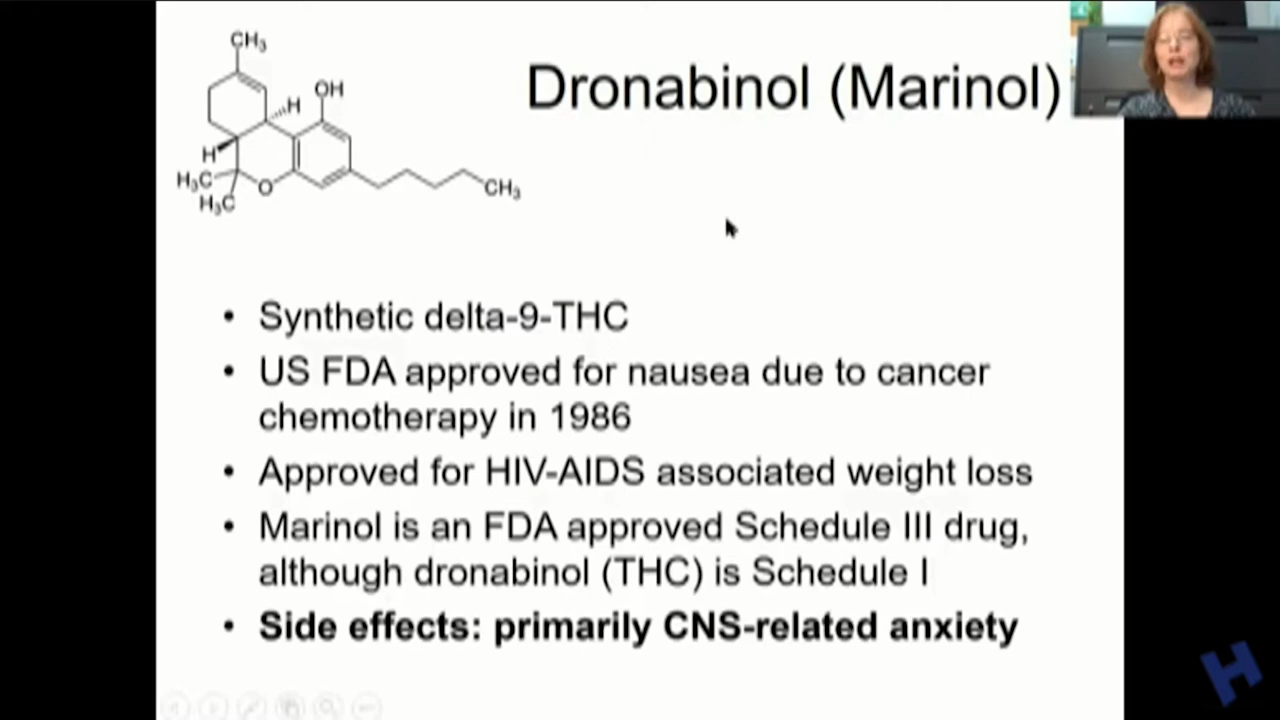 Dronabinol (Marinol)
CH₃
OH
H
H
H₃C
O
H₃C
CH₃
• Synthetic delta-9-THC
• US FDA approved for nausea due to cancer
chemotherapy in 1986
• Approved for HIV-AIDS associated weight loss
• Marinol is an FDA approved Schedule III drug,
although dronabinol (THC) is Schedule I
• Side effects: primarily CNS-related anxiety
H